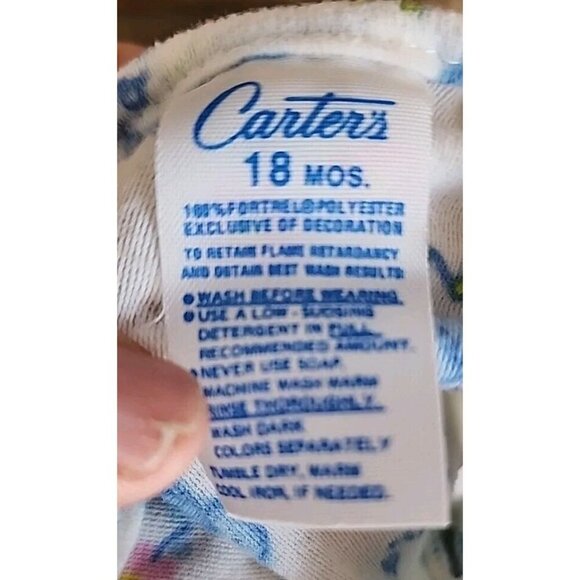 Carter's
18 MOS.
100% FORTREL® POLYESTER
EXCLUSIVE OF DECORATION
TO RETAIN FLAME RETARDANCY
AND OBTAIN BEST WASH RESULTS:
• WASH BEFORE WEARING
• USE A LOW - SUDSING
DETERGENT IN FULL
RECOMMENDED AMOUNT.
• NEVER USE SOAP.
MACHINE WASH WARM
RINSE THOROUGHLY.
WASH DARK
COLORS SEPARATELY
TUMBLE DRY, WARM
COOL IRON, IF NEEDED.